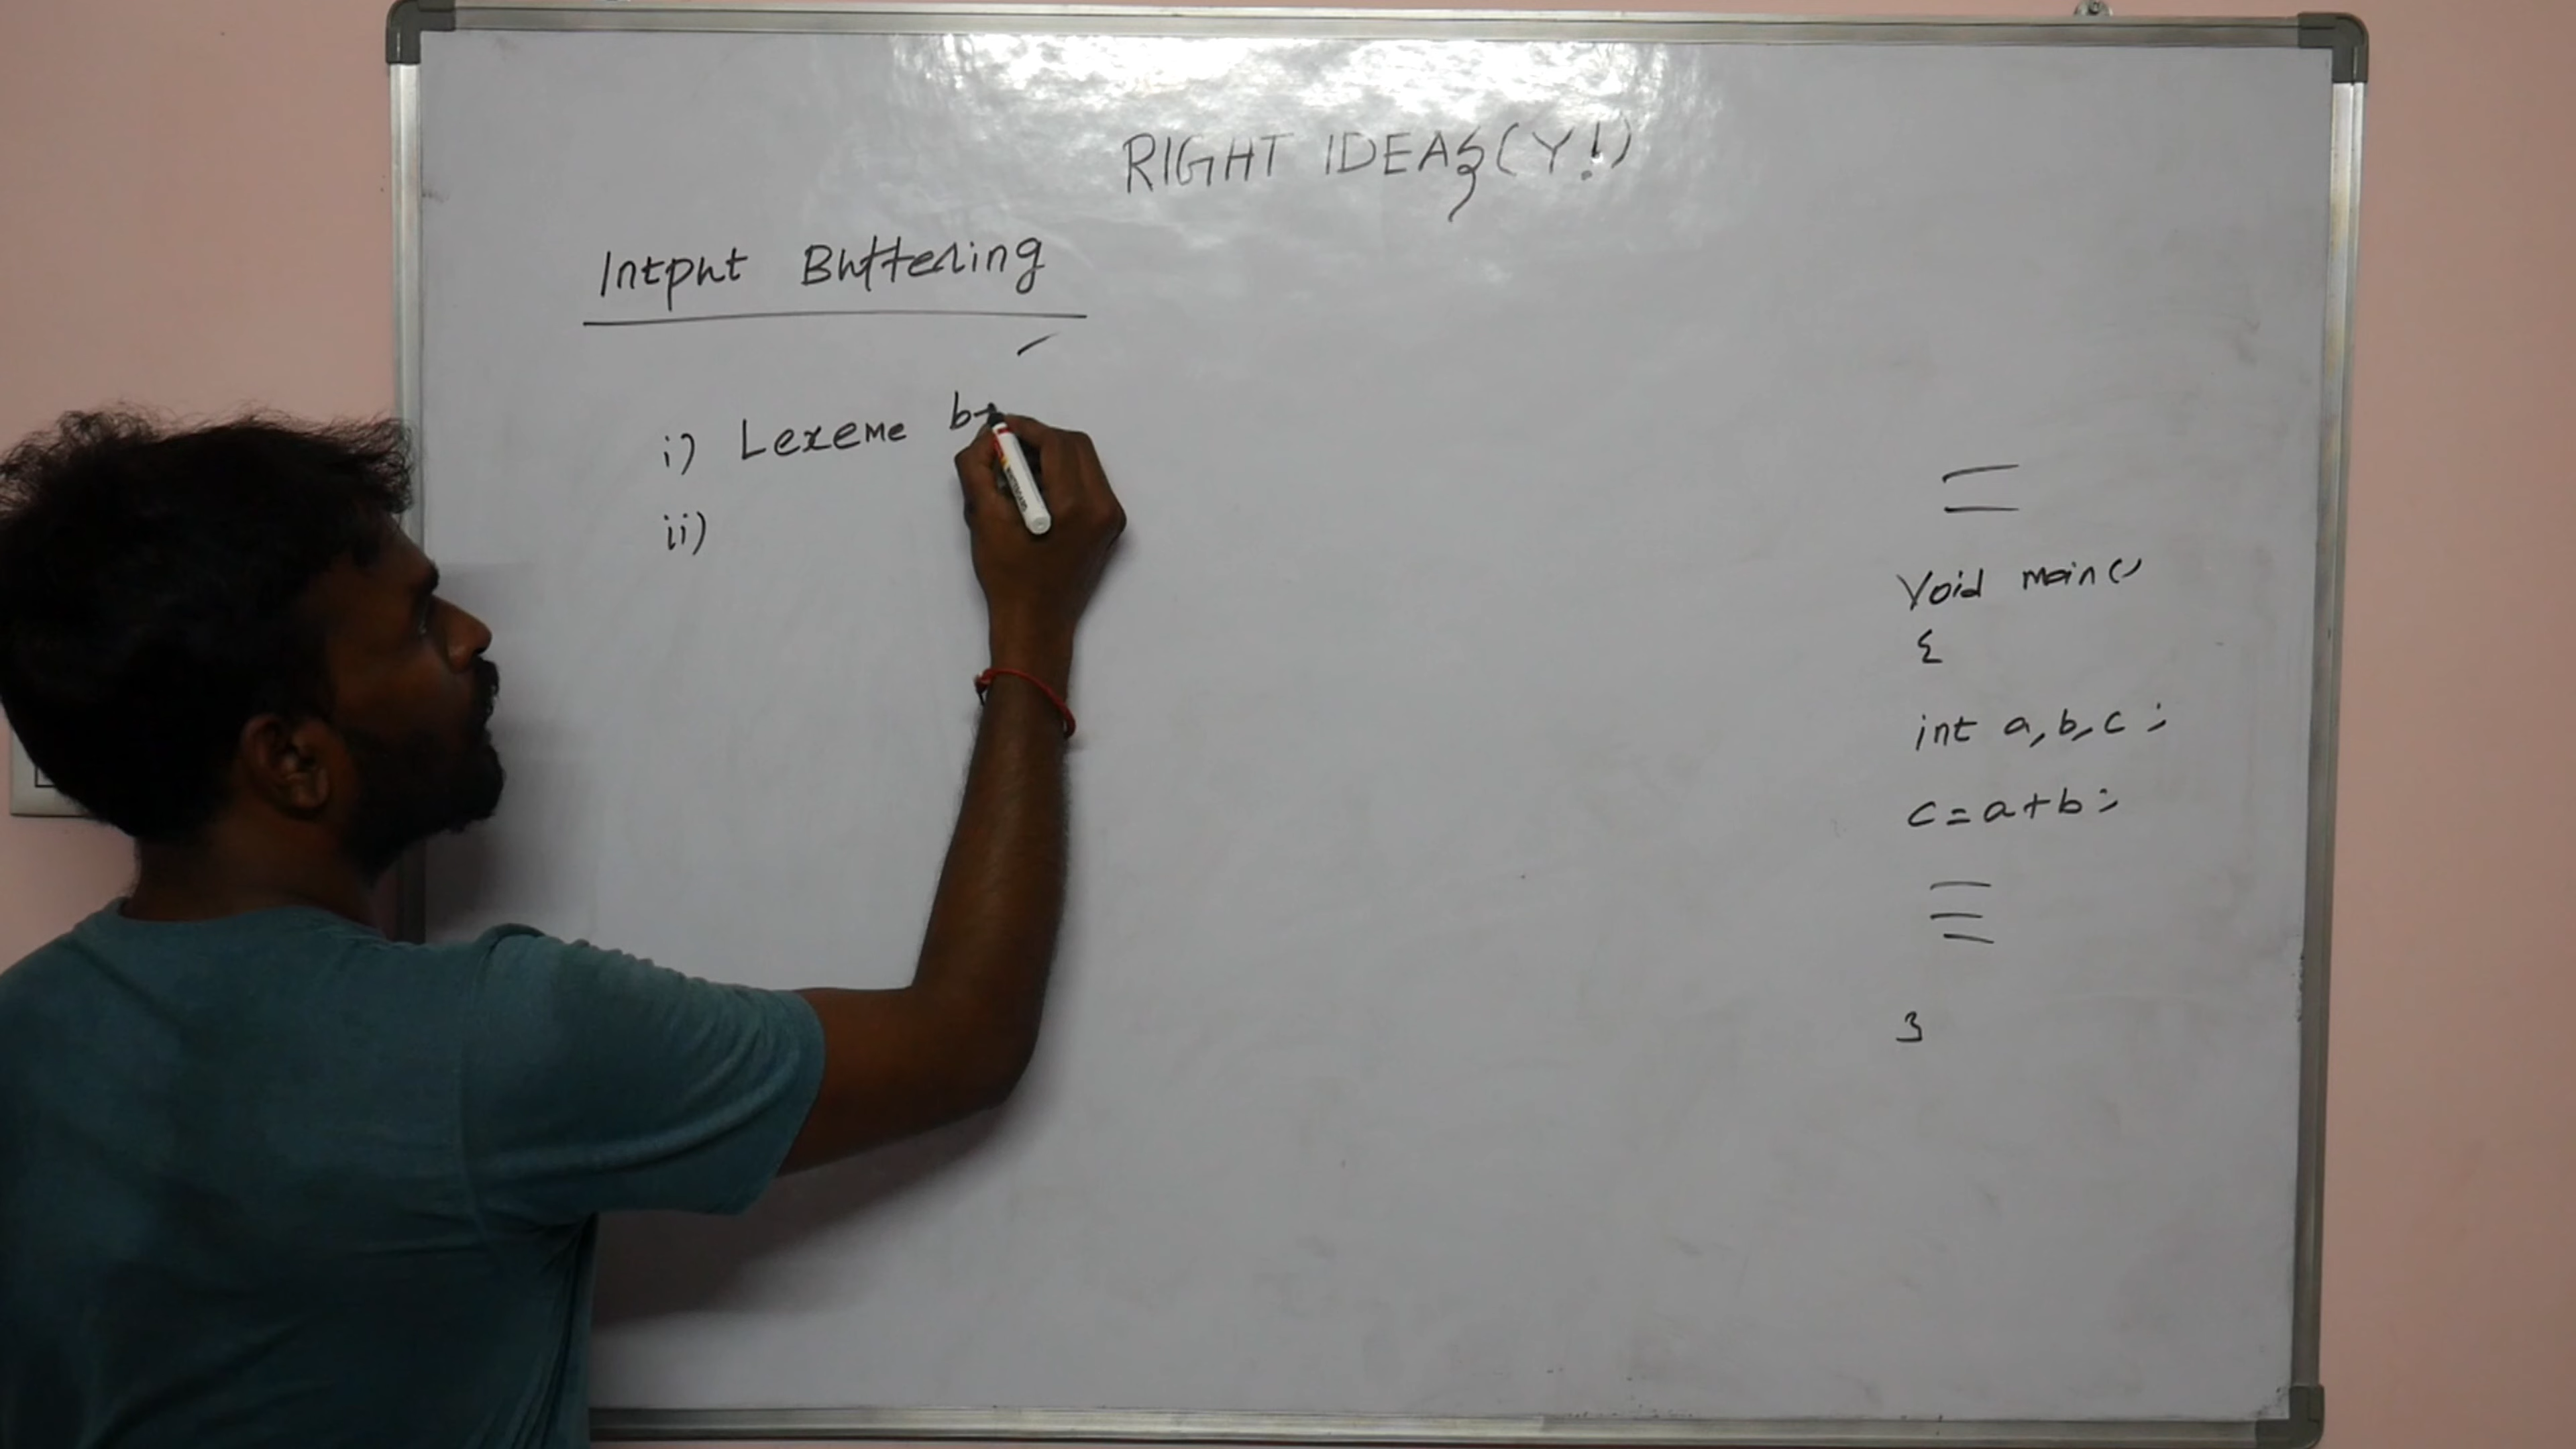 RIGHT IDEAS(Y!)
Intput Buffering
i) Lexeme b
ii)
Void main()
{
int a, b, c ;
c = a + b ;
}